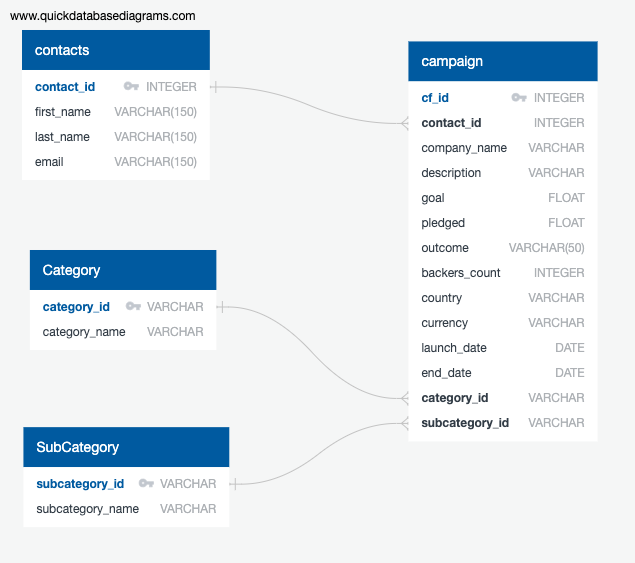 www.quickdatabasediagrams.com
contacts
contact_id INTEGER
first_name VARCHAR(150)
last_name VARCHAR(150)
email VARCHAR(150)
campaign
cf_id INTEGER
contact_id INTEGER
company_name VARCHAR
description VARCHAR
goal FLOAT
pledged FLOAT
outcome VARCHAR(50)
backers_count INTEGER
country VARCHAR
currency VARCHAR
launch_date DATE
end_date DATE
category_id VARCHAR
subcategory_id VARCHAR
Category
category_id VARCHAR
category_name VARCHAR
SubCategory
subcategory_id VARCHAR
subcategory_name VARCHAR